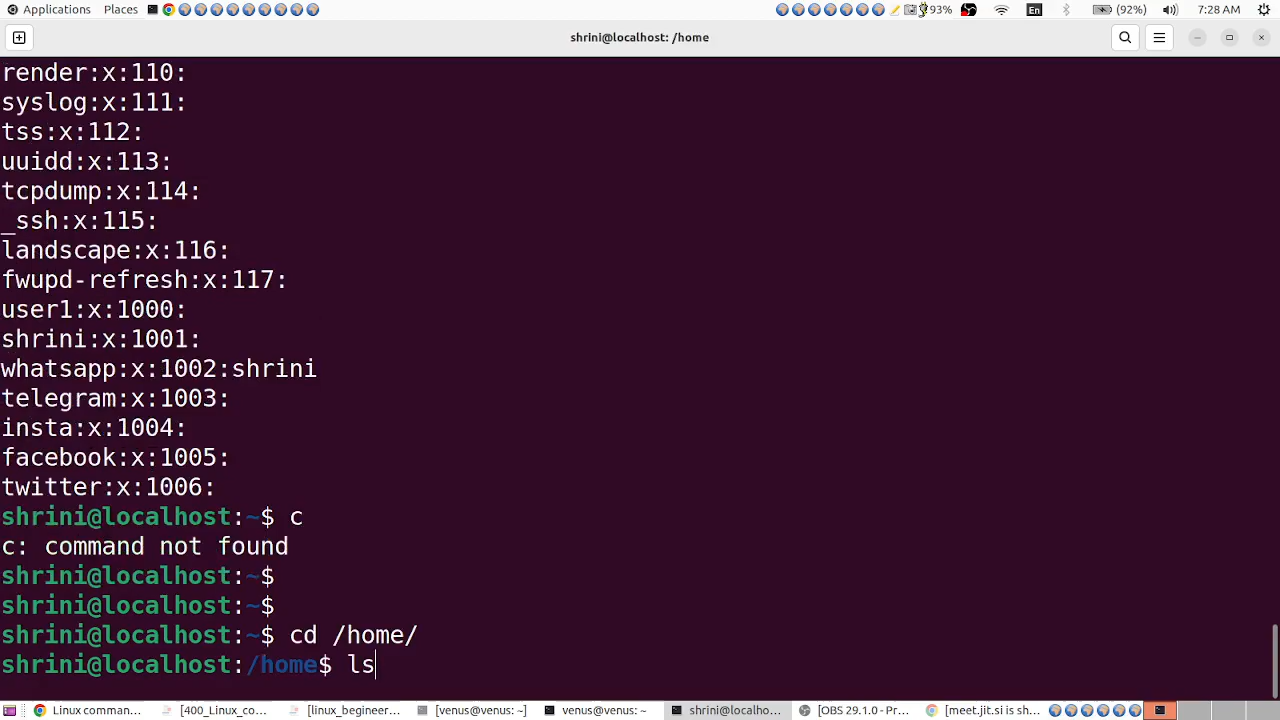 Applications Places 93% En (92%) 7:28 AM
shrini@localhost: /home
render:x:110:
syslog:x:111:
tss:x:112:
uuidd:x:113:
tcpdump:x:114:
_ssh:x:115:
landscape:x:116:
fwupd-refresh:x:117:
user1:x:1000:
shrini:x:1001:
whatsapp:x:1002:shrini
telegram:x:1003:
insta:x:1004:
facebook:x:1005:
twitter:x:1006:
shrini@localhost:~$ c
c: command not found
shrini@localhost:~$
shrini@localhost:~$
shrini@localhost:~$ cd /home/
shrini@localhost:/home$ ls
Linux comman... [400_Linux_co... [linux_begineer... [venus@venus: ~] venus@venus: ~ shrini@localho... [OBS 29.1.0 - Pr... [meet.jit.si is sh...